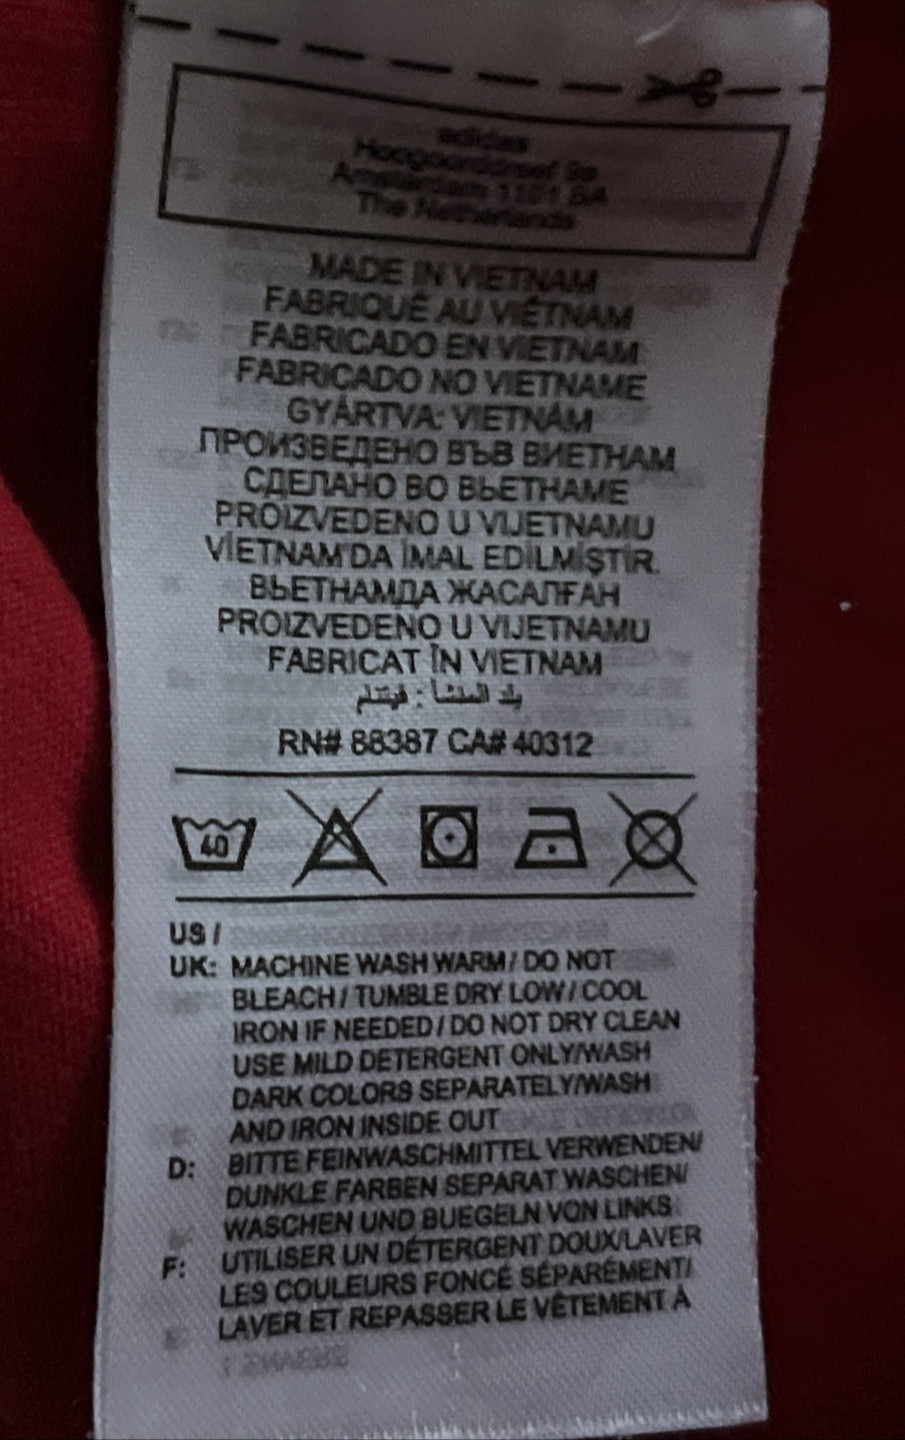 adidas
Hoogoorddreef 9a
Amsterdam 1101 BA
The Netherlands
MADE IN VIETNAM
FABRIQUÉ AU VIÊTNAM
FABRICADO EN VIETNAM
FABRICADO NO VIETNAME
GYÁRTVA: VIETNÁM
ПРОИЗВЕДЕНО ВЪВ ВИЕТНАМ
СДЕЛАНО ВО ВЬЕТНАМЕ
PROIZVEDENO U VIJETNAMU
VİETNAM'DA İMAL EDİLMİŞTİR.
ВЬЕТНАМДА ЖАСАЛҒАН
PROIZVEDENO U VIJETNAMU
FABRICAT ÎN VIETNAM
بلد المنشأ : فيتنام
RN# 88387 CA# 40312
40
US /
UK: MACHINE WASH WARM / DO NOT
BLEACH / TUMBLE DRY LOW / COOL
IRON IF NEEDED / DO NOT DRY CLEAN
USE MILD DETERGENT ONLY/WASH
DARK COLORS SEPARATELY/WASH
AND IRON INSIDE OUT
D: BITTE FEINWASCHMITTEL VERWENDEN/
DUNKLE FARBEN SEPARAT WASCHEN/
WASCHEN UND BUEGELN VON LINKS
F: UTILISER UN DÉTERGENT DOUX/LAVER
LES COULEURS FONCÉ SÉPARÉMENT/
LAVER ET REPASSER LE VÊTEMENT À